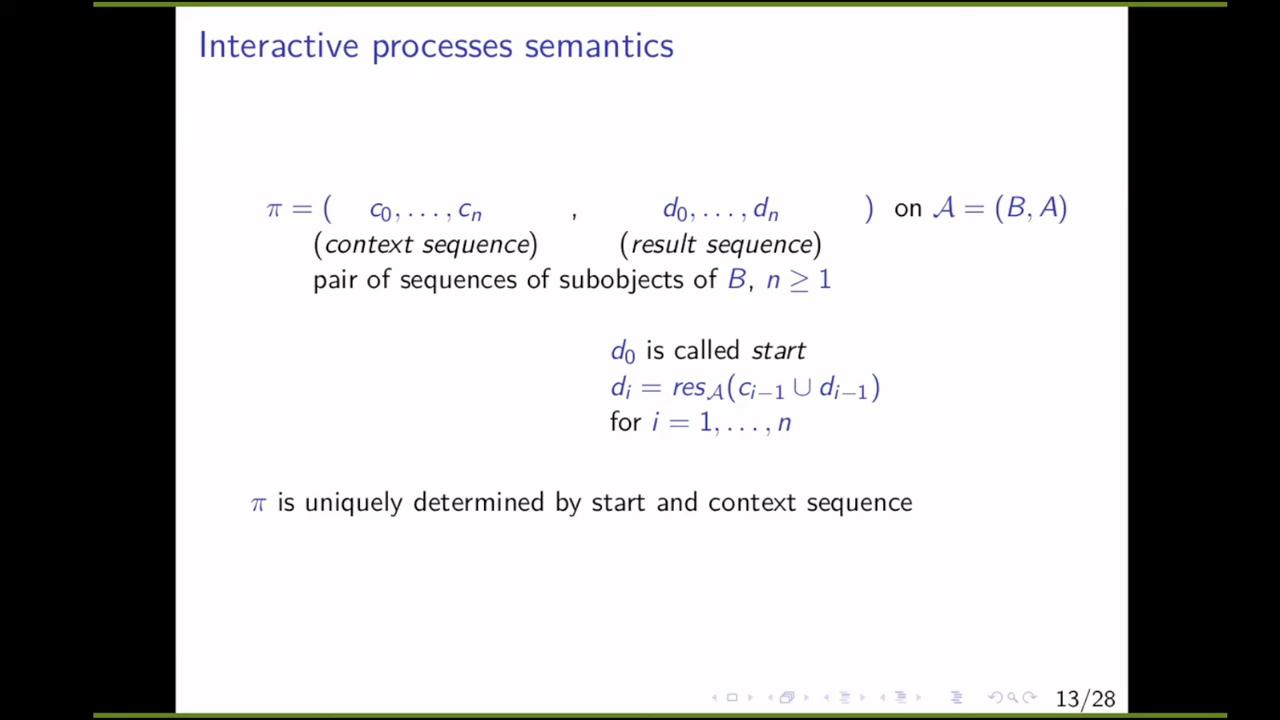 Interactive processes semantics
π = ( c₀, . . . , cₙ , d₀, . . . , dₙ ) on 𝒜 = (B, A)
(context sequence) (result sequence)
pair of sequences of subobjects of B, n ≥ 1
d₀ is called start
dᵢ = res_𝒜(cᵢ₋₁ ∪ dᵢ₋₁)
for i = 1, . . . , n
π is uniquely determined by start and context sequence
13/28